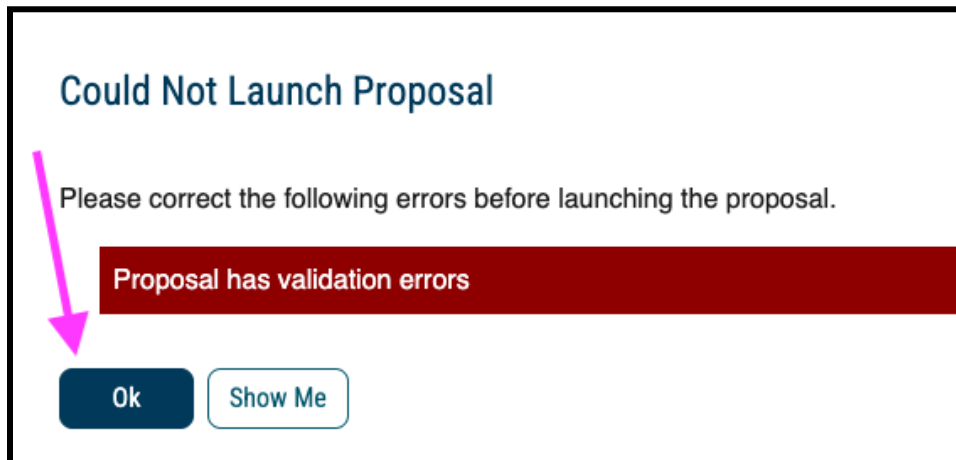 Could Not Launch Proposal
Please correct the following errors before launching the proposal.
Proposal has validation errors
Ok
Show Me